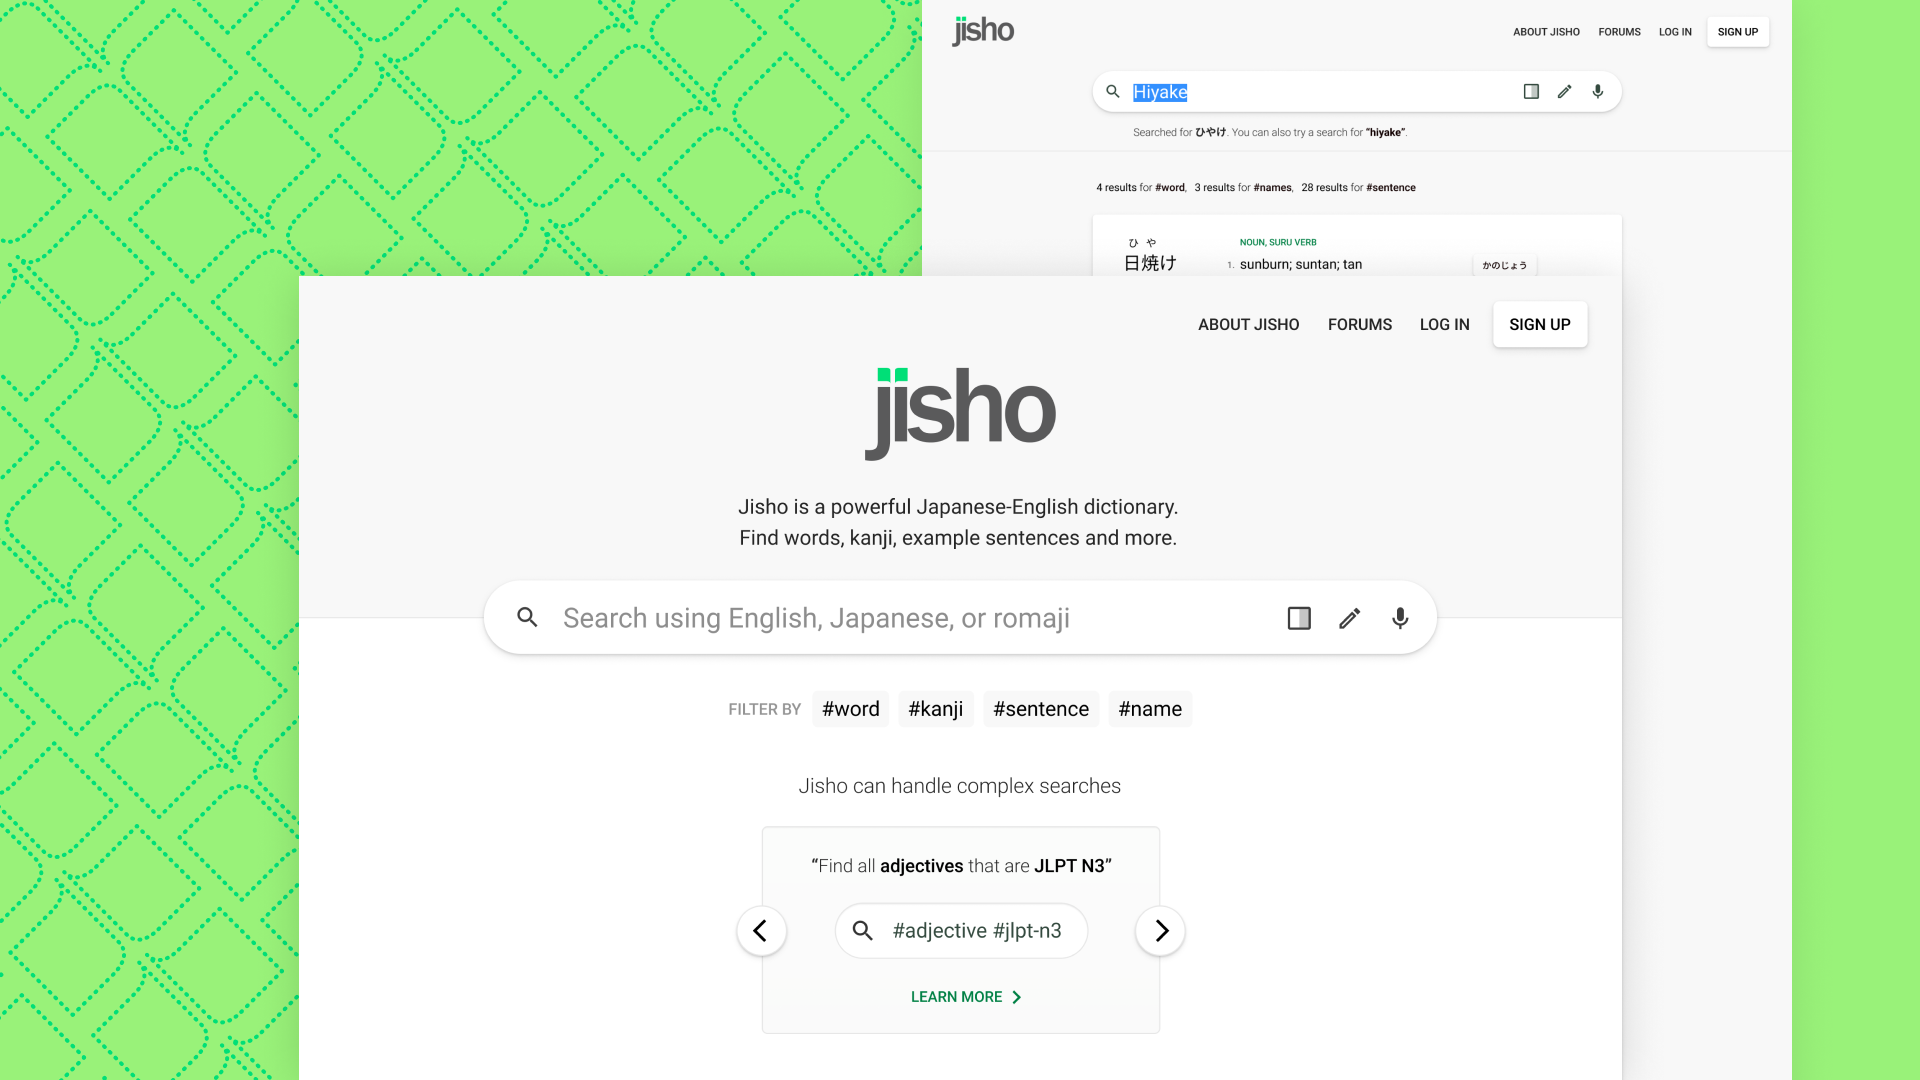 jisho
ABOUT JISHO FORUMS LOG IN SIGN UP
Hiyake
Searched for ひやけ. You can also try a search for "hiyake".
4 results for #word, 3 results for #names, 28 results for #sentence
ひ や
日焼け
NOUN, SURU VERB
1. sunburn; suntan; tan
かのじょう
ABOUT JISHO FORUMS LOG IN SIGN UP
jisho
Jisho is a powerful Japanese-English dictionary.
Find words, kanji, example sentences and more.
Search using English, Japanese, or romaji
FILTER BY #word #kanji #sentence #name
Jisho can handle complex searches
“Find all adjectives that are JLPT N3”
#adjective #jlpt-n3
LEARN MORE